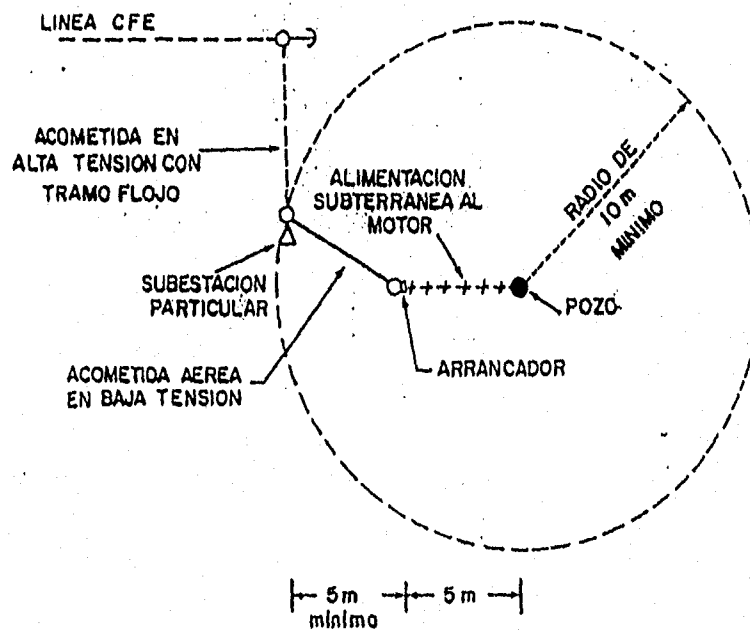 LINEA CFE
ACOMETIDA EN
ALTA TENSION CON
TRAMO FLOJO
ALIMENTACION
SUBTERRANEA AL
MOTOR
RADIO DE
10 m
MINIMO
SUBESTACION
PARTICULAR
POZO
ARRANCADOR
ACOMETIDA AEREA
EN BAJA TENSION
5 m
mínimo
5 m